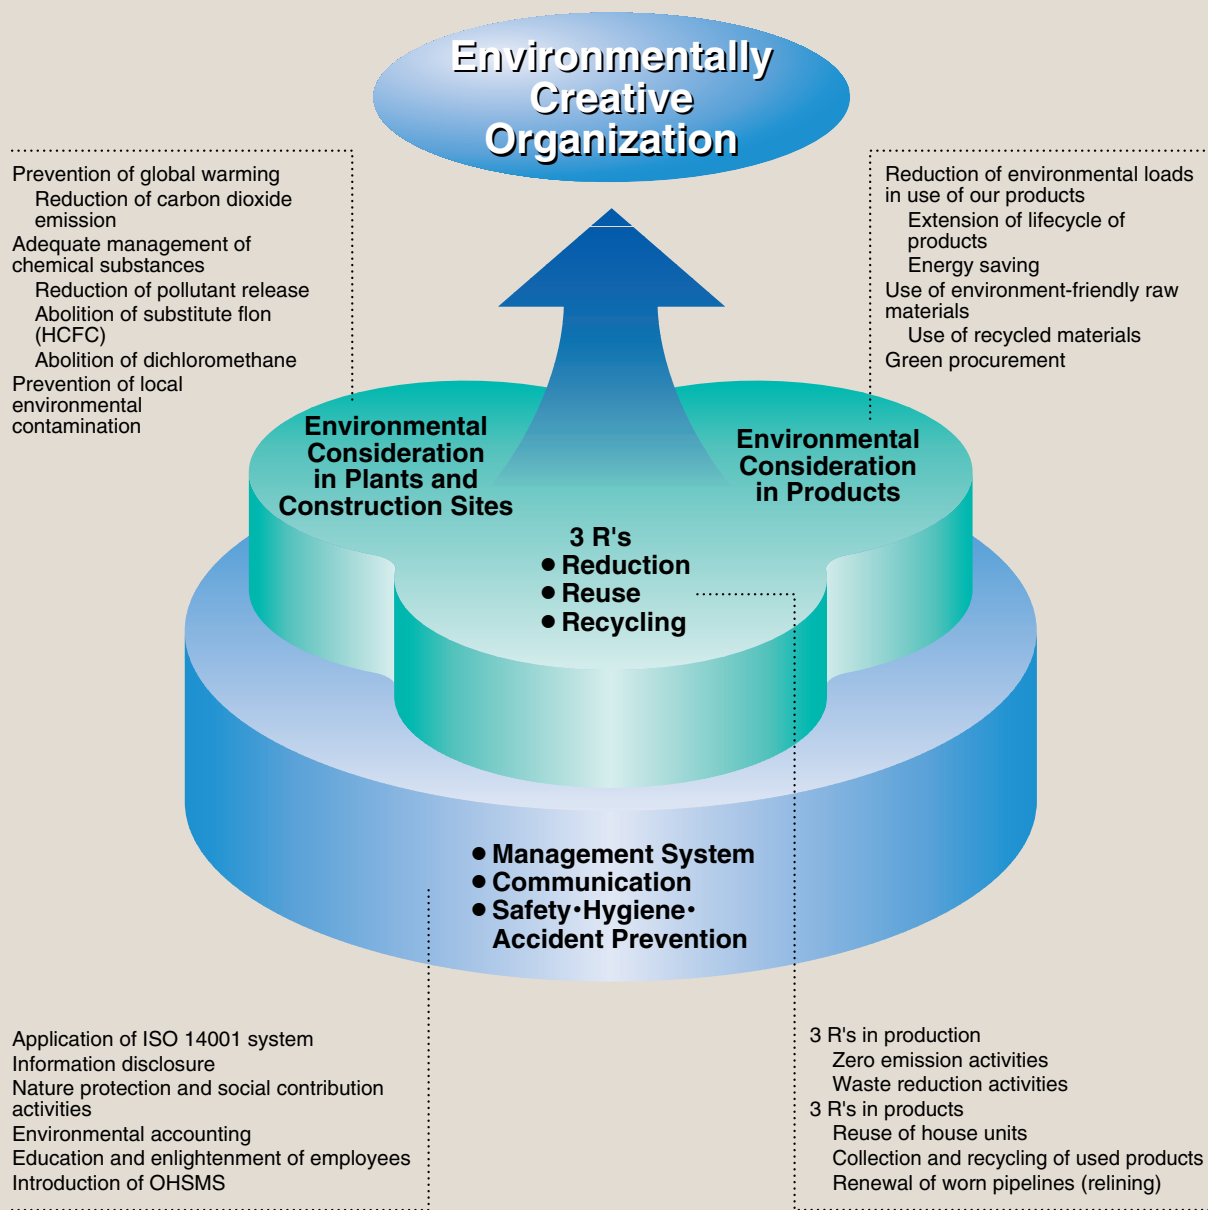 Environmentally
Creative
Organization
Prevention of global warming
Reduction of carbon dioxide
emission
Adequate management of
chemical substances
Reduction of pollutant release
Abolition of substitute flon
(HCFC)
Abolition of dichloromethane
Prevention of local
environmental
contamination
Reduction of environmental loads
in use of our products
Extension of lifecycle of
products
Energy saving
Use of environment-friendly raw
materials
Use of recycled materials
Green procurement
Environmental
Consideration
in Plants and
Construction Sites
Environmental
Consideration
in Products
3 R's
● Reduction
● Reuse
● Recycling
● Management System
● Communication
● Safety・Hygiene・
Accident Prevention
Application of ISO 14001 system
Information disclosure
Nature protection and social contribution
activities
Environmental accounting
Education and enlightenment of employees
Introduction of OHSMS
3 R's in production
Zero emission activities
Waste reduction activities
3 R's in products
Reuse of house units
Collection and recycling of used products
Renewal of worn pipelines (relining)